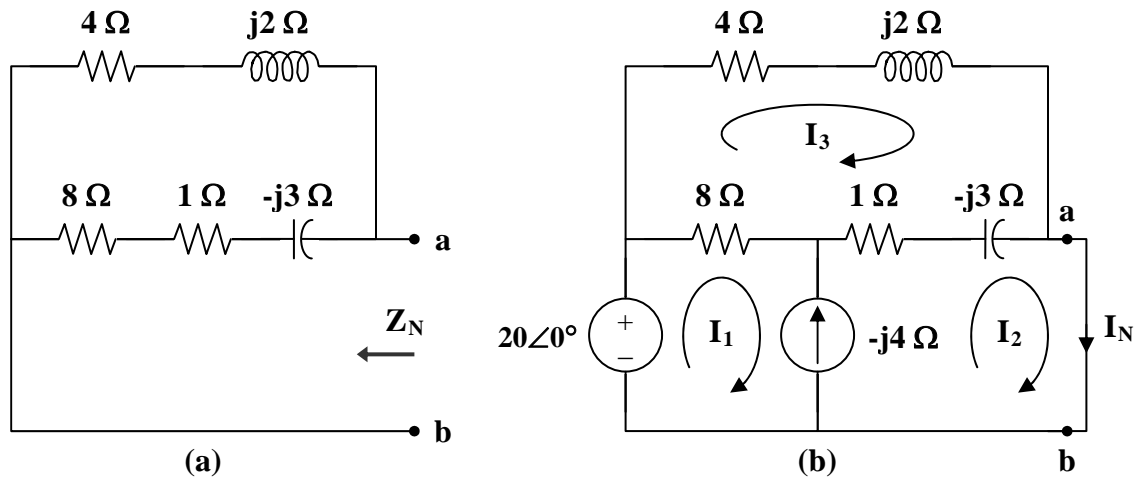 4 Ω j2 Ω
8 Ω 1 Ω -j3 Ω
a
Z_N
b
(a)
4 Ω j2 Ω
I₃
8 Ω 1 Ω -j3 Ω
a
20∠0°
+
–
I₁
-j4 Ω
I₂
I_N
b
(b)